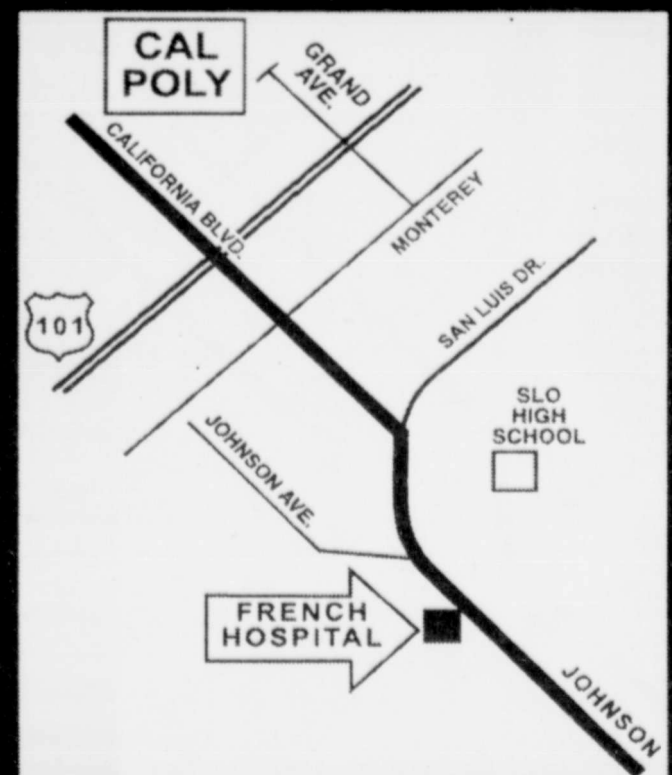 CAL
POLY
GRAND
AVE.
CALIFORNIA BLVD.
MONTEREY
101
SAN LUIS DR.
SLO
HIGH
SCHOOL
JOHNSON AVE.
FRENCH
HOSPITAL
JOHNSON